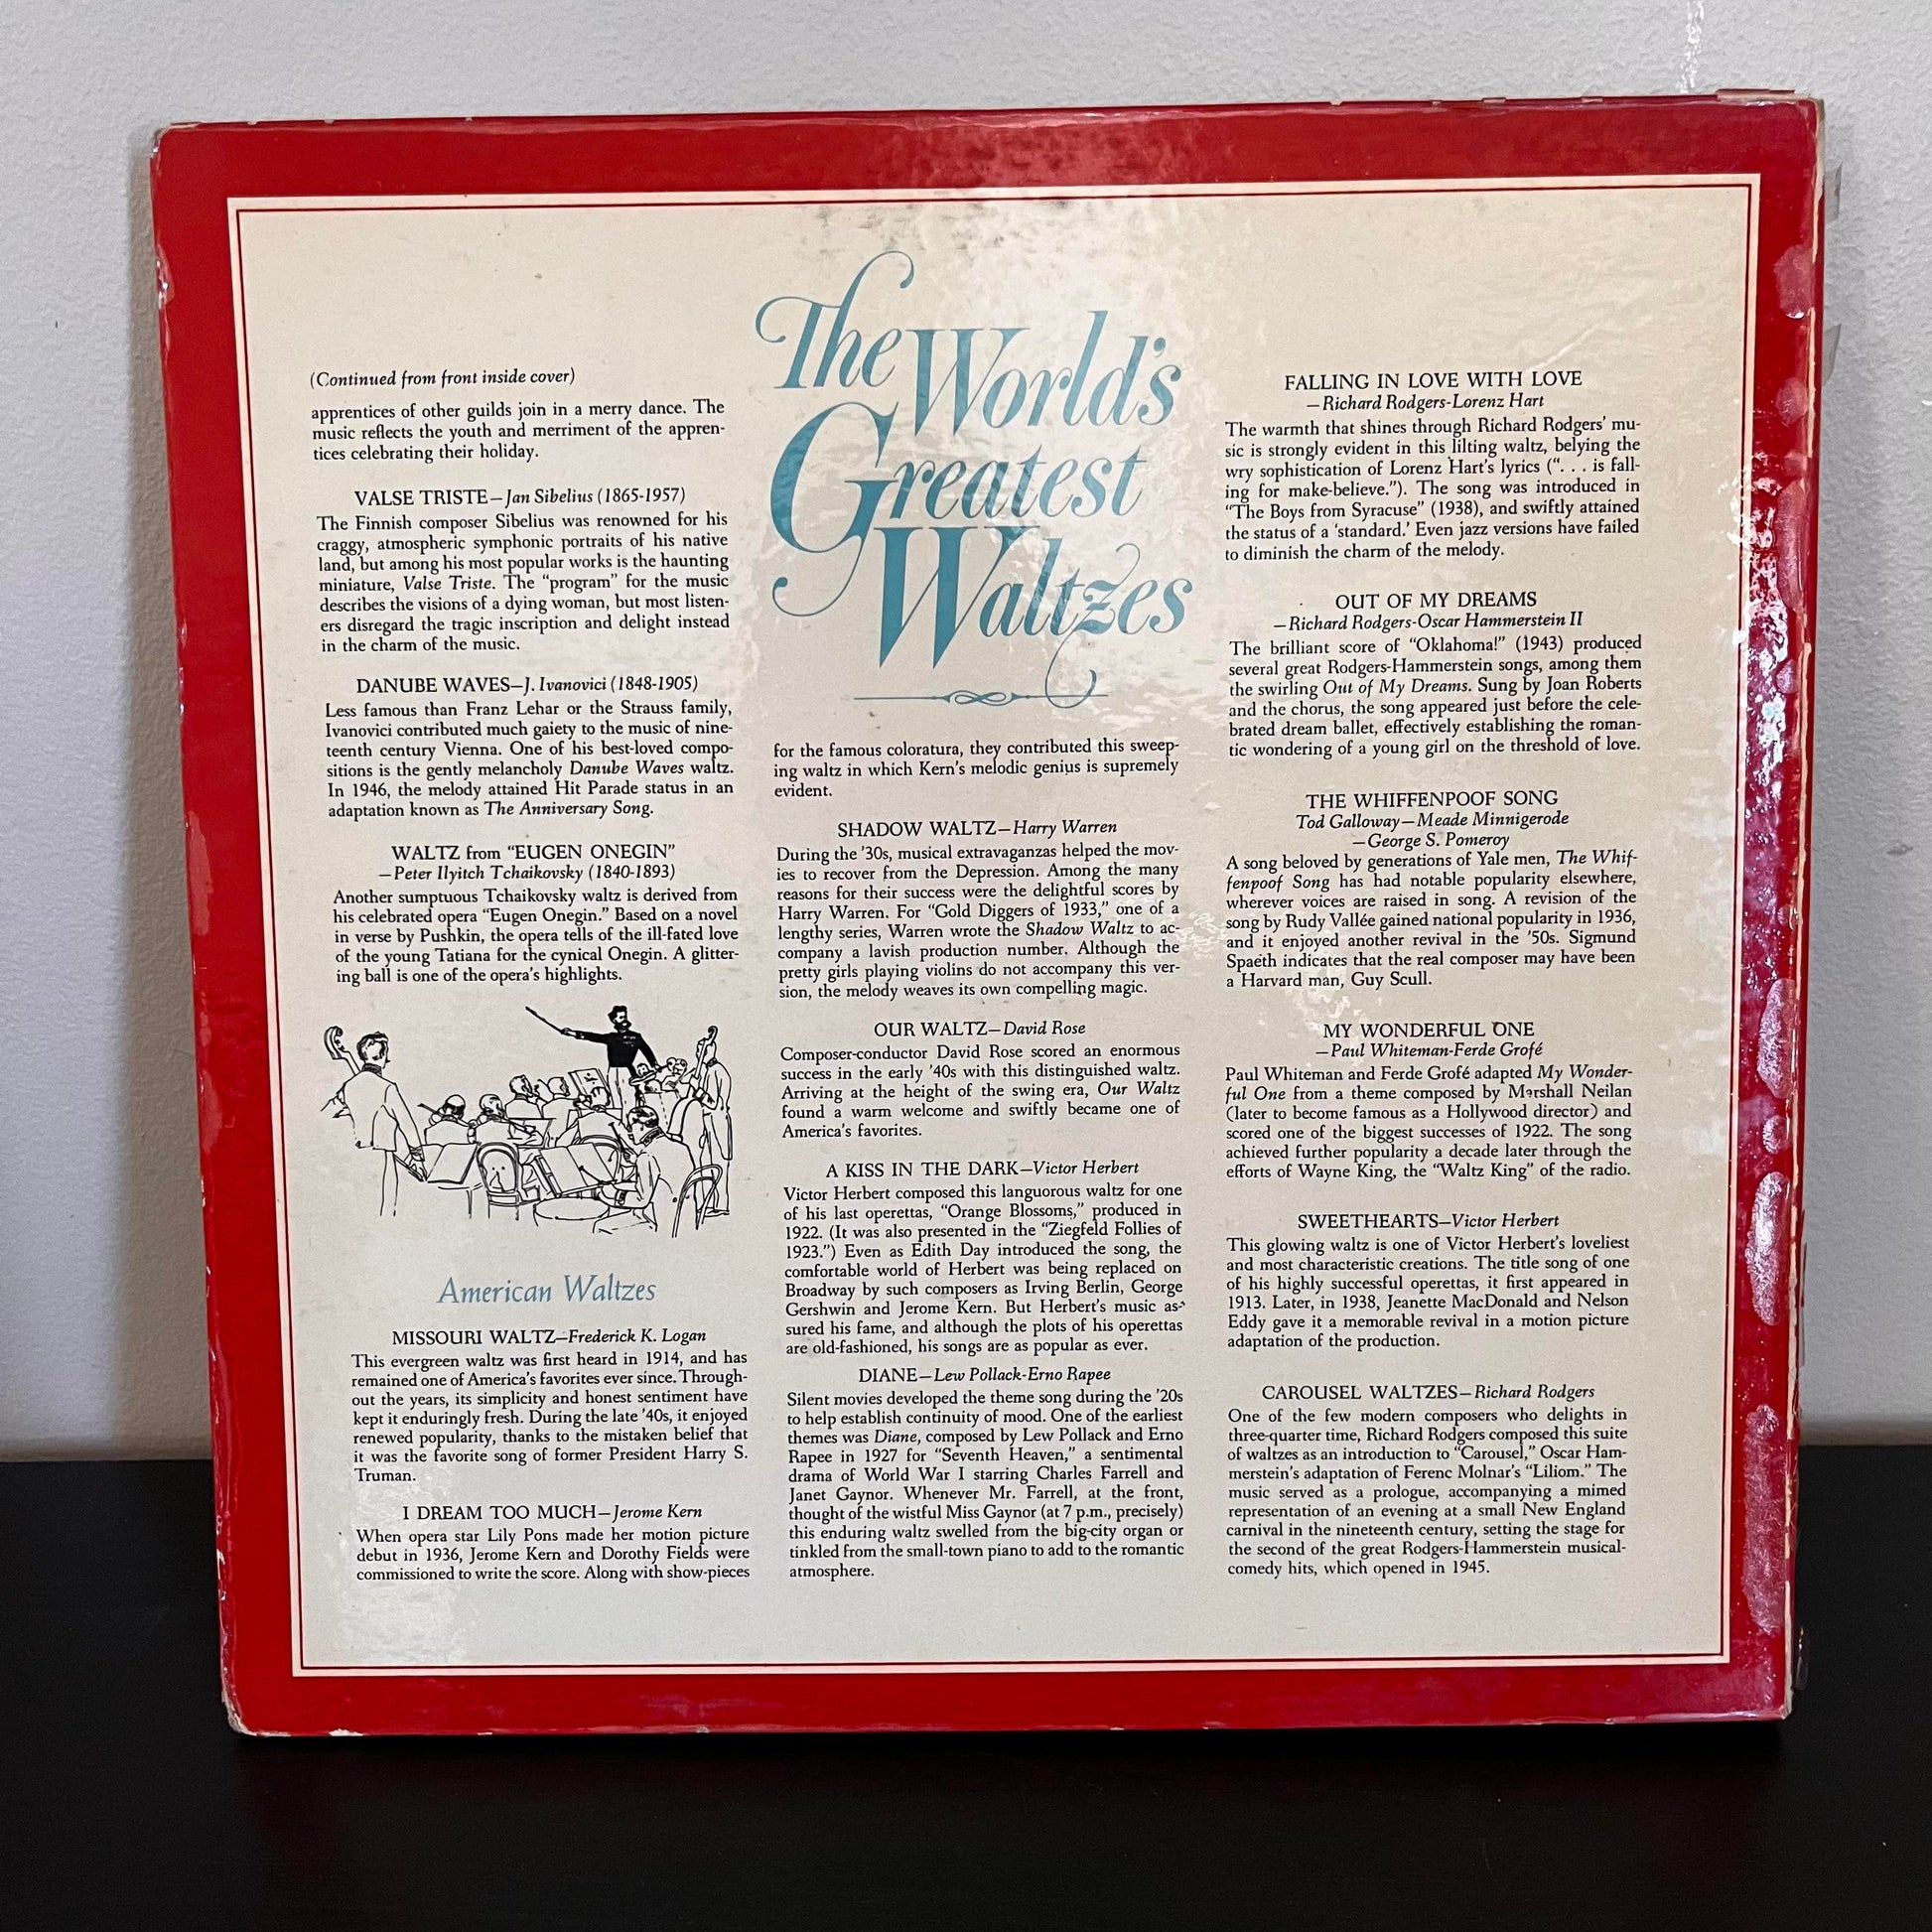 (Continued from front inside cover)
apprentices of other guilds join in a merry dance. The
music reflects the youth and merriment of the appren-
tices celebrating their holiday.
VALSE TRISTE—Jan Sibelius (1865-1957)
The Finnish composer Sibelius was renowned for his
craggy, atmospheric symphonic portraits of his native
land, but among his most popular works is the haunting
miniature, Valse Triste. The "program" for the music
describes the visions of a dying woman, but most listen-
ers disregard the tragic inscription and delight instead
in the charm of the music.
DANUBE WAVES—J. Ivanovici (1848-1905)
Less famous than Franz Lehar or the Strauss family,
Ivanovici contributed much gaiety to the music of nine-
teenth century Vienna. One of his best-loved compo-
sitions is the gently melancholy Danube Waves waltz.
In 1946, the melody attained Hit Parade status in an
adaptation known as The Anniversary Song.
WALTZ from "EUGEN ONEGIN"
—Peter Ilyitch Tchaikovsky (1840-1893)
Another sumptuous Tchaikovsky waltz is derived from
his celebrated opera "Eugen Onegin." Based on a novel
in verse by Pushkin, the opera tells of the ill-fated love
of the young Tatiana for the cynical Onegin. A glitter-
ing ball is one of the opera's highlights.
American Waltzes
MISSOURI WALTZ—Frederick K. Logan
This evergreen waltz was first heard in 1914, and has
remained one of America's favorites ever since. Through-
out the years, its simplicity and honest sentiment have
kept it enduringly fresh. During the late '40s, it enjoyed
renewed popularity, thanks to the mistaken belief that
it was the favorite song of former President Harry S.
Truman.
I DREAM TOO MUCH—Jerome Kern
When opera star Lily Pons made her motion picture
debut in 1936, Jerome Kern and Dorothy Fields were
commissioned to write the score. Along with show-pieces
The World's
Greatest
Waltzes
for the famous coloratura, they contributed this sweep-
ing waltz in which Kern's melodic genius is supremely
evident.
SHADOW WALTZ—Harry Warren
During the '30s, musical extravaganzas helped the mov-
ies to recover from the Depression. Among the many
reasons for their success were the delightful scores by
Harry Warren. For "Gold Diggers of 1933," one of a
lengthy series, Warren wrote the Shadow Waltz to ac-
company a lavish production number. Although the
pretty girls playing violins do not accompany this ver-
sion, the melody weaves its own compelling magic.
OUR WALTZ—David Rose
Composer-conductor David Rose scored an enormous
success in the early '40s with this distinguished waltz.
Arriving at the height of the swing era, Our Waltz
found a warm welcome and swiftly became one of
America's favorites.
A KISS IN THE DARK—Victor Herbert
Victor Herbert composed this languorous waltz for one
of his last operettas, "Orange Blossoms," produced in
1922. (It was also presented in the "Ziegfeld Follies of
1923.") Even as Edith Day introduced the song, the
comfortable world of Herbert was being replaced on
Broadway by such composers as Irving Berlin, George
Gershwin and Jerome Kern. But Herbert's music as-
sured his fame, and although the plots of his operettas
are old-fashioned, his songs are as popular as ever.
DIANE—Lew Pollack-Erno Rapee
Silent movies developed the theme song during the '20s
to help establish continuity of mood. One of the earliest
themes was Diane, composed by Lew Pollack and Erno
Rapee in 1927 for "Seventh Heaven," a sentimental
drama of World War I starring Charles Farrell and
Janet Gaynor. Whenever Mr. Farrell, at the front,
thought of the wistful Miss Gaynor (at 7 p.m., precisely)
this enduring waltz swelled from the big-city organ or
tinkled from the small-town piano to add to the romantic
atmosphere.
FALLING IN LOVE WITH LOVE
—Richard Rodgers-Lorenz Hart
The warmth that shines through Richard Rodgers' mu-
sic is strongly evident in this lilting waltz, belying the
wry sophistication of Lorenz Hart's lyrics (". . . is fall-
ing for make-believe."). The song was introduced in
"The Boys from Syracuse" (1938), and swiftly attained
the status of a 'standard.' Even jazz versions have failed
to diminish the charm of the melody.
OUT OF MY DREAMS
—Richard Rodgers-Oscar Hammerstein II
The brilliant score of "Oklahoma!" (1943) produced
several great Rodgers-Hammerstein songs, among them
the swirling Out of My Dreams. Sung by Joan Roberts
and the chorus, the song appeared just before the cele-
brated dream ballet, effectively establishing the roman-
tic wondering of a young girl on the threshold of love.
THE WHIFFENPOOF SONG
Tod Galloway—Meade Minnigerode
—George S. Pomeroy
A song beloved by generations of Yale men, The Whif-
fenpoof Song has had notable popularity elsewhere,
wherever voices are raised in song. A revision of the
song by Rudy Vallée gained national popularity in 1936,
and it enjoyed another revival in the '50s. Sigmund
Spaeth indicates that the real composer may have been
a Harvard man, Guy Scull.
MY WONDERFUL ONE
—Paul Whiteman-Ferde Grofé
Paul Whiteman and Ferde Grofé adapted My Wonder-
ful One from a theme composed by Marshall Neilan
(later to become famous as a Hollywood director) and
scored one of the biggest successes of 1922. The song
achieved further popularity a decade later through the
efforts of Wayne King, the "Waltz King" of the radio.
SWEETHEARTS—Victor Herbert
This glowing waltz is one of Victor Herbert's loveliest
and most characteristic creations. The title song of one
of his highly successful operettas, it first appeared in
1913. Later, in 1938, Jeanette MacDonald and Nelson
Eddy gave it a memorable revival in a motion picture
adaptation of the production.
CAROUSEL WALTZES—Richard Rodgers
One of the few modern composers who delights in
three-quarter time, Richard Rodgers composed this suite
of waltzes as an introduction to "Carousel," Oscar Ham-
merstein's adaptation of Ferenc Molnar's "Liliom." The
music served as a prologue, accompanying a mimed
representation of an evening at a small New England
carnival in the nineteenth century, setting the stage for
the second of the great Rodgers-Hammerstein musical-
comedy hits, which opened in 1945.